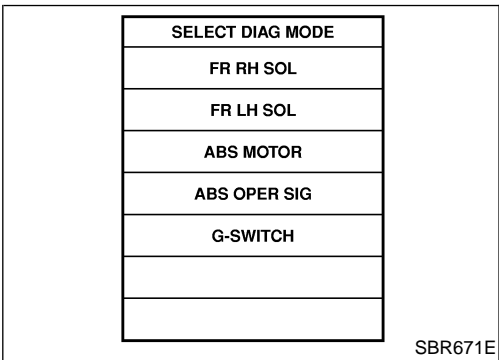 SELECT DIAG MODE
FR RH SOL
FR LH SOL
ABS MOTOR
ABS OPER SIG
G-SWITCH
SBR671E